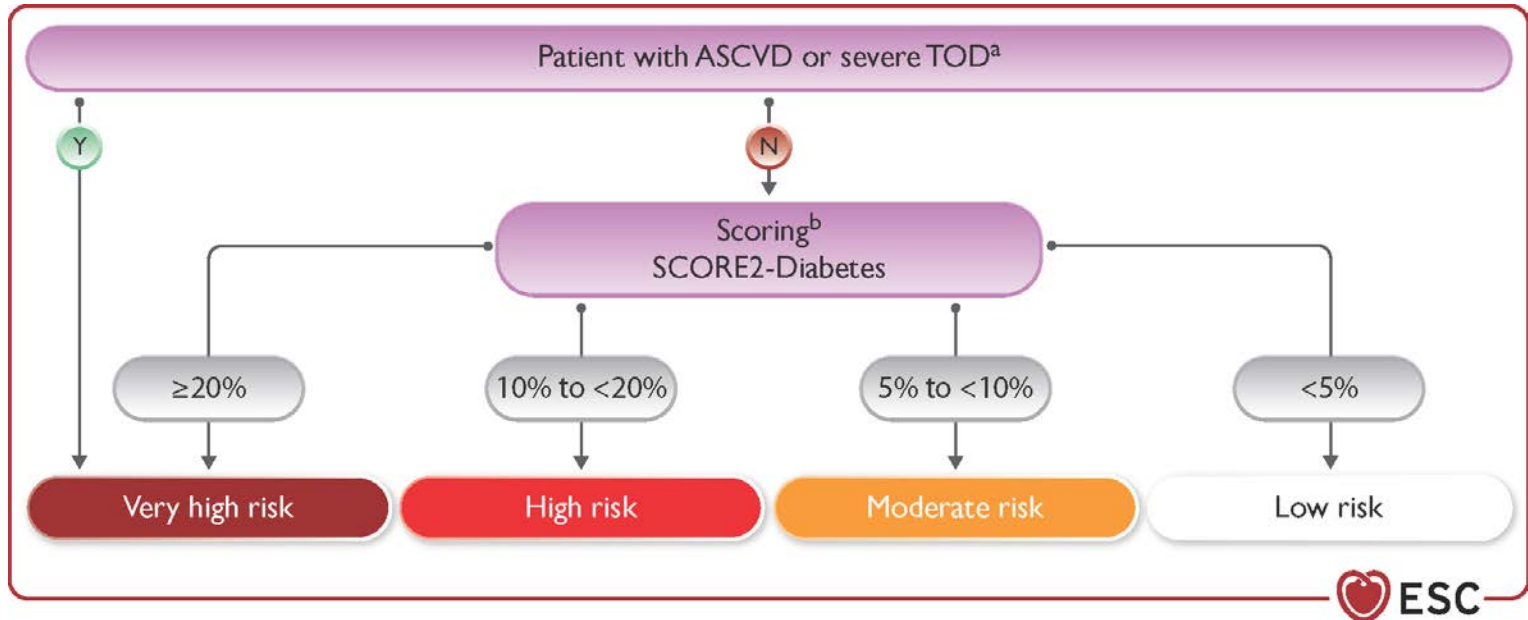 Patient with ASCVD or severe TODᵃ
Y
N
Scoringᵇ
SCORE2-Diabetes
≥20%
10% to <20%
5% to <10%
<5%
Very high risk
High risk
Moderate risk
Low risk
ESC